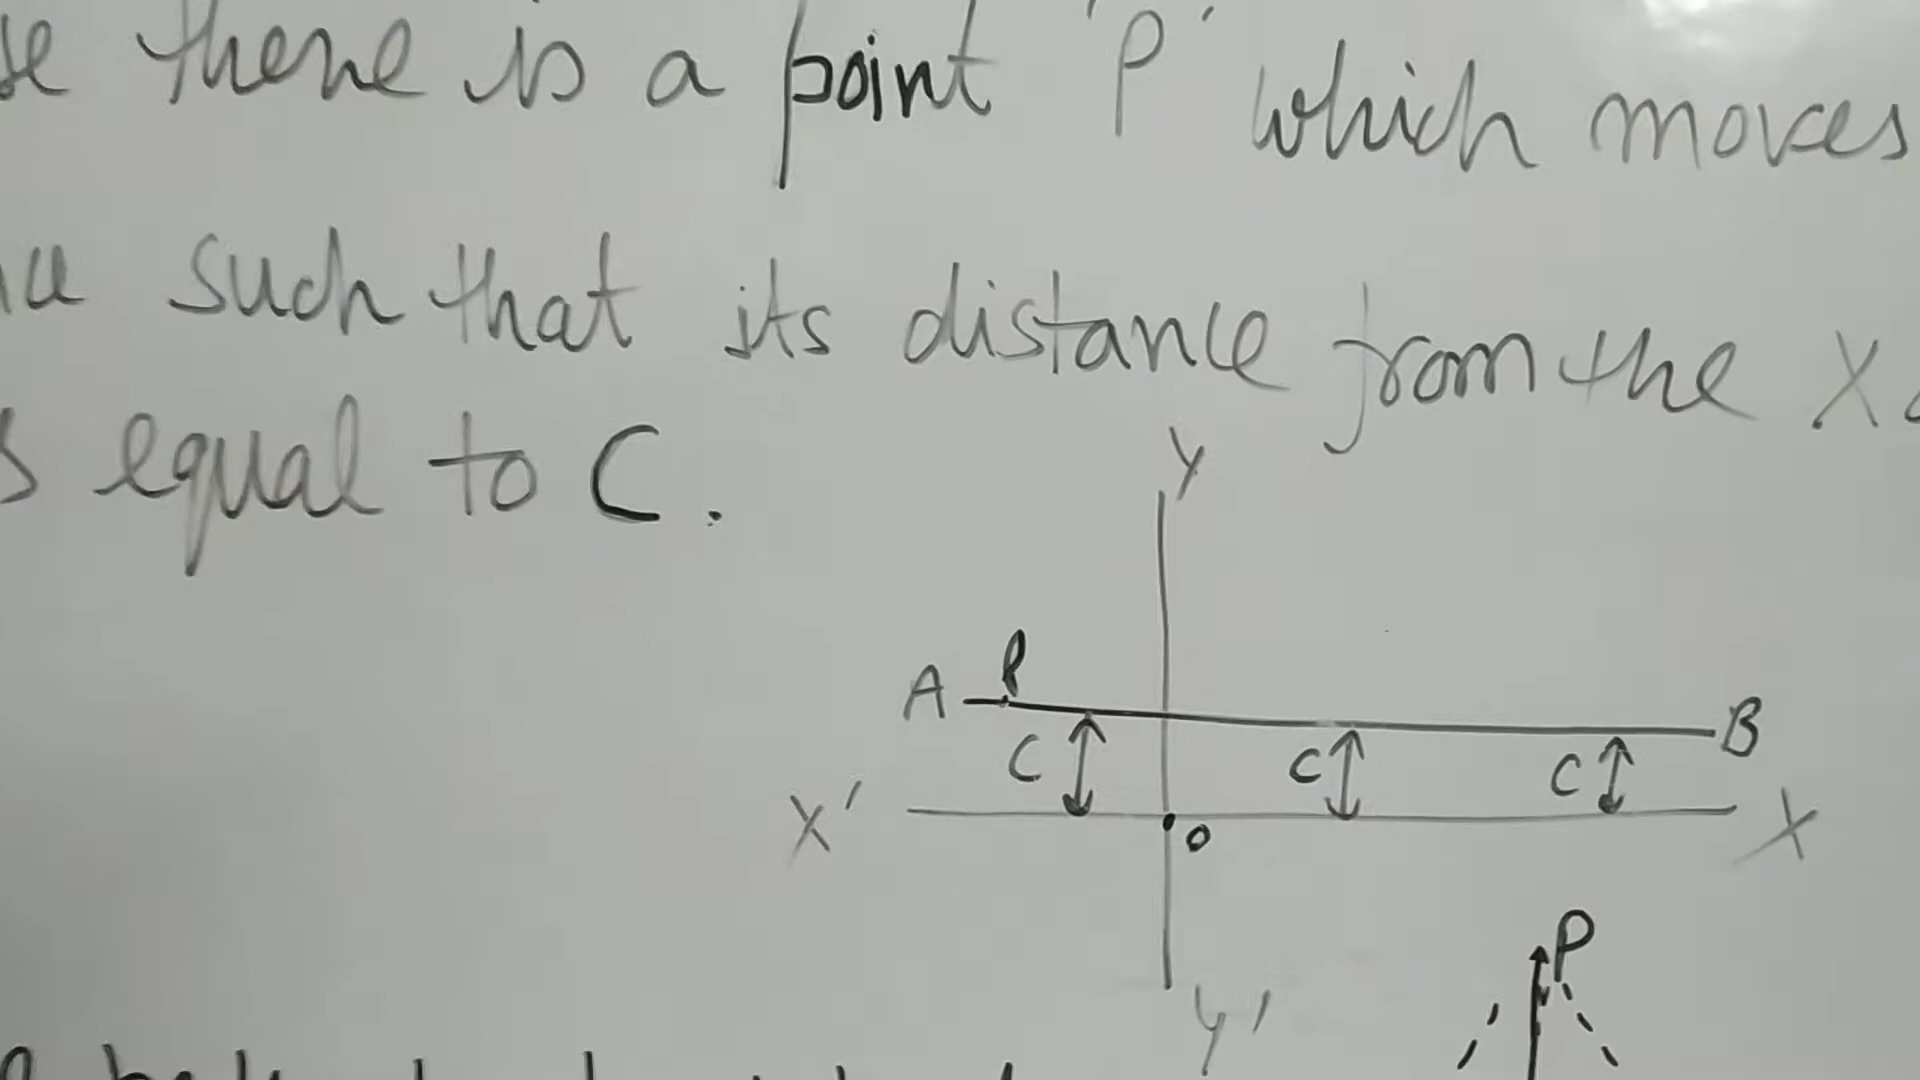 there is a point 'P' which moves
such that its distance from the X
equal to C.
Y
A P B
C C C
X' O X
P
Y'